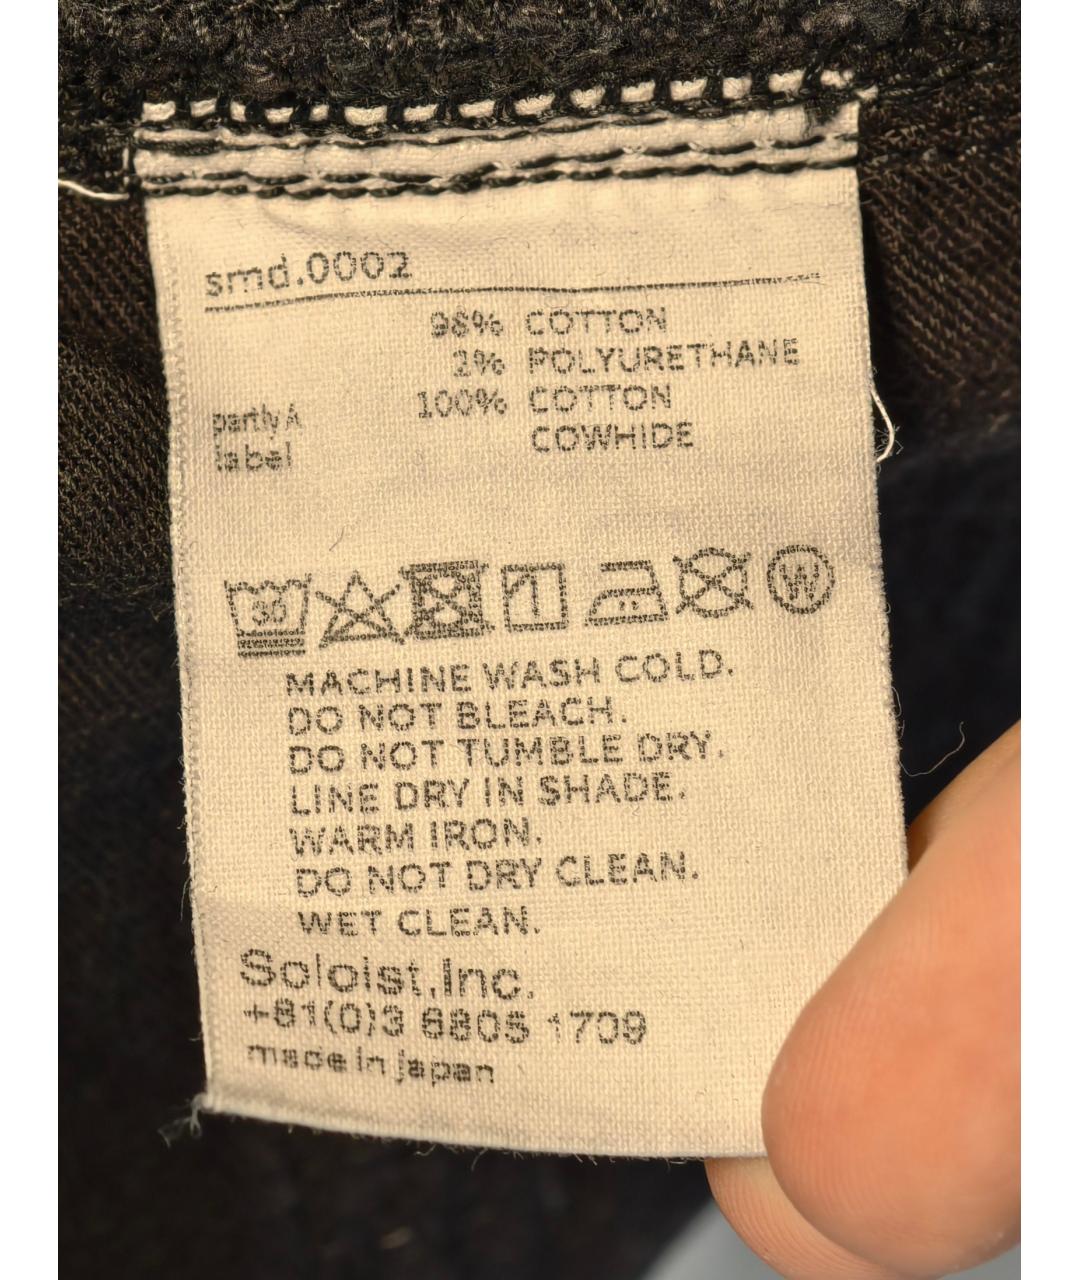 smd.0002
98% COTTON
2% POLYURETHANE
partly A 100% COTTON
label COWHIDE
30 W
MACHINE WASH COLD.
DO NOT BLEACH.
DO NOT TUMBLE DRY.
LINE DRY IN SHADE.
WARM IRON.
DO NOT DRY CLEAN.
WET CLEAN.
Soloist,Inc.
+81(0)3 6805 1709
made in japan